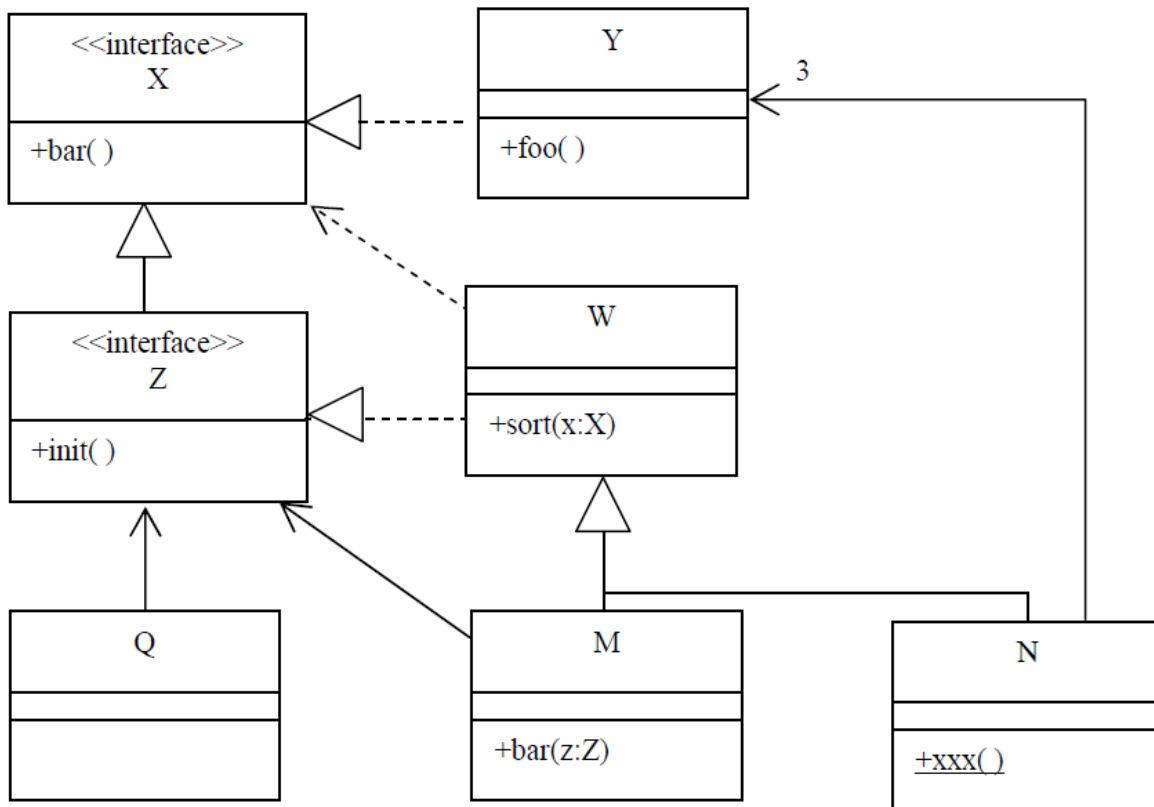 <<interface>>
X
+bar( )
Y
+foo( )
3
<<interface>>
Z
+init( )
W
+sort(x:X)
Q
M
+bar(z:Z)
N
+xxx( )